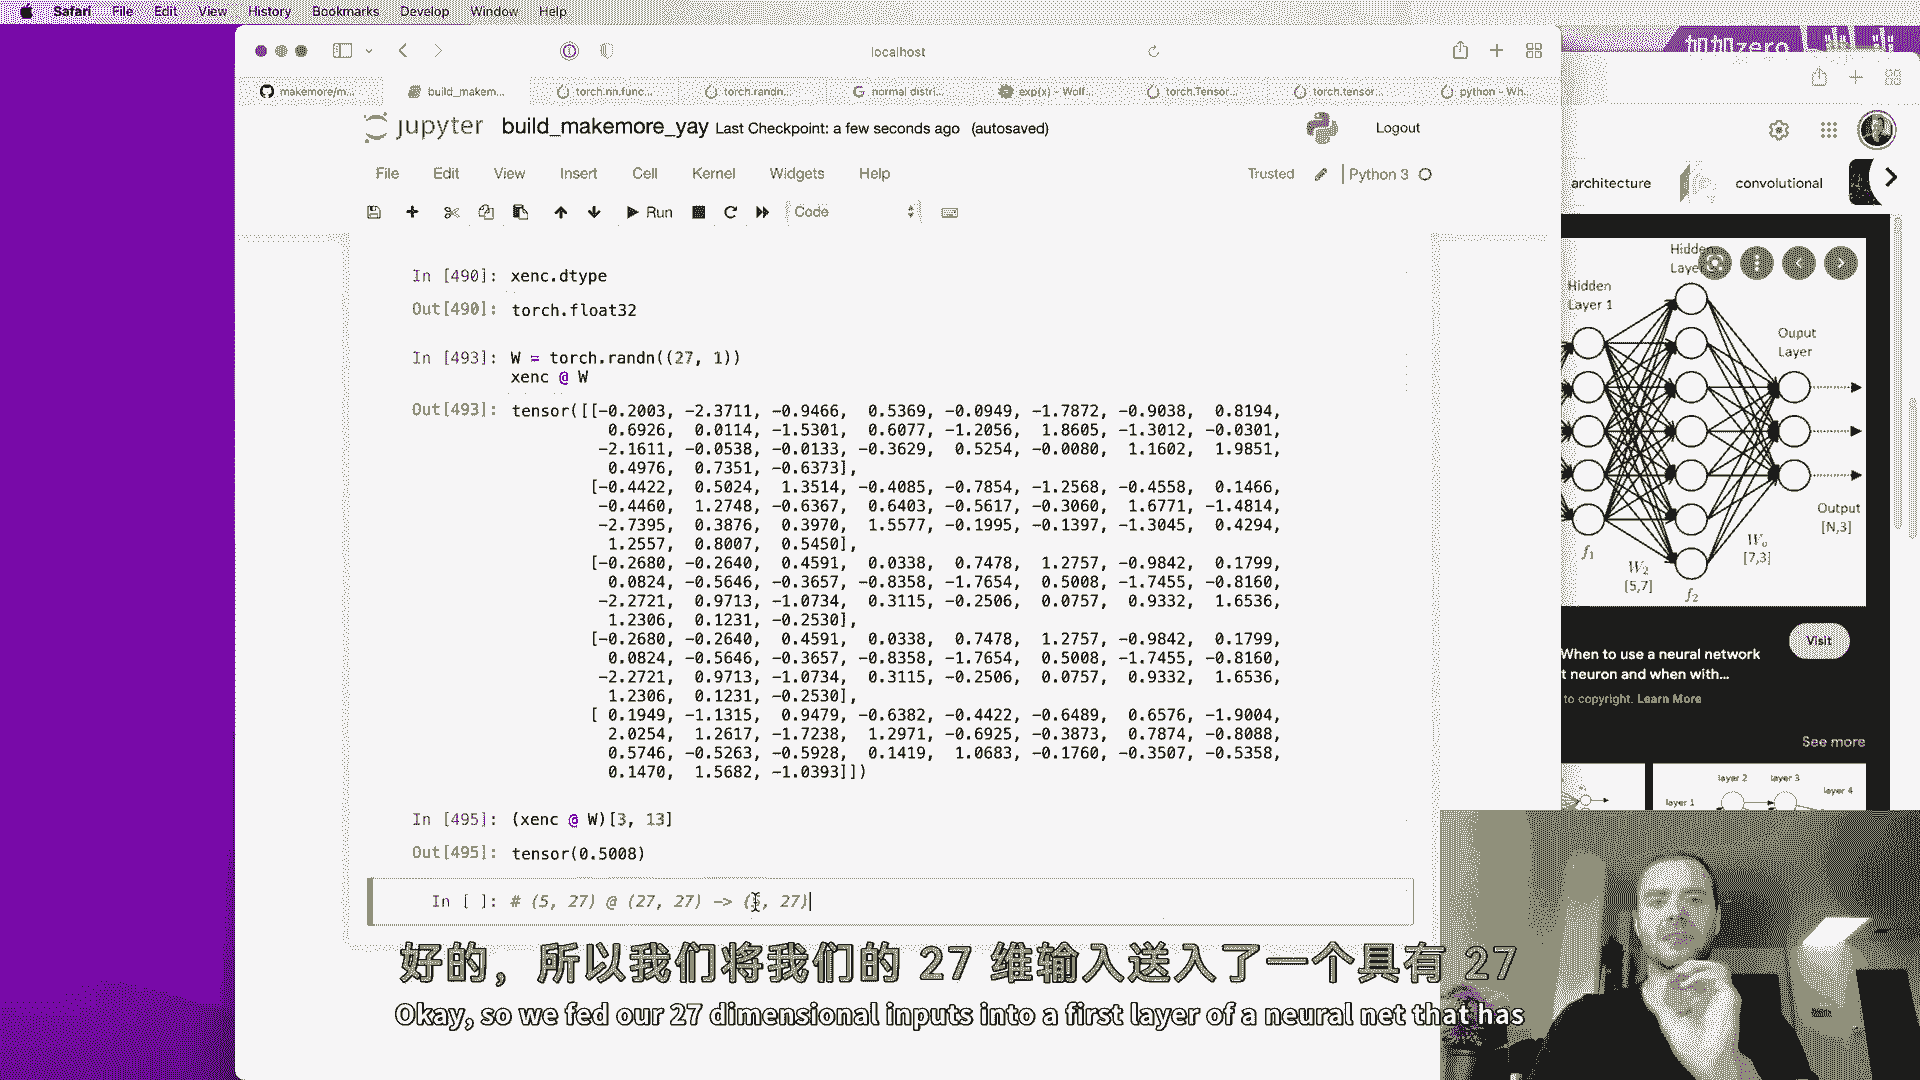 Safari File Edit View History Bookmarks Develop Window Help
localhost
makemore/m... build_makem... torch.nn.func... torch.randn... normal distri... exp(x) - Wolf... torch.Tensor... torch.tensor... python - Wh...
jupyter build_makemore_yay Last Checkpoint: a few seconds ago (autosaved)
Logout
File Edit View Insert Cell Kernel Widgets Help
Trusted Python 3
Run Code
In [490]: xenc.dtype
Out[490]: torch.float32
In [493]: W = torch.randn((27, 1))
xenc @ W
Out[493]: tensor([[-0.2003, -2.3711, -0.9466, 0.5369, -0.0949, -1.7872, -0.9038, 0.8194,
0.6926, 0.0114, -1.5301, 0.6077, -1.2056, 1.8605, -1.3012, -0.0301,
-2.1611, -0.0538, -0.0133, -0.3629, 0.5254, -0.0080, 1.1602, 1.9851,
0.4976, 0.7351, -0.6373],
[-0.4422, 0.5024, 1.3514, -0.4085, -0.7854, -1.2568, -0.4558, 0.1466,
-0.4460, 1.2748, -0.6367, 0.6403, -0.5617, -0.3060, 1.6771, -1.4814,
-2.7395, 0.3876, 0.3970, 1.5577, -0.1995, -0.1397, -1.3045, 0.4294,
1.2557, 0.8007, 0.5450],
[-0.2680, -0.2640, 0.4591, 0.0338, 0.7478, 1.2757, -0.9842, 0.1799,
0.0824, -0.5646, -0.3657, -0.8358, -1.7654, 0.5008, -1.7455, -0.8160,
-2.2721, 0.9713, -1.0734, 0.3115, -0.2506, 0.0757, 0.9332, 1.6536,
1.2306, 0.1231, -0.2530],
[-0.2680, -0.2640, 0.4591, 0.0338, 0.7478, 1.2757, -0.9842, 0.1799,
0.0824, -0.5646, -0.3657, -0.8358, -1.7654, 0.5008, -1.7455, -0.8160,
-2.2721, 0.9713, -1.0734, 0.3115, -0.2506, 0.0757, 0.9332, 1.6536,
1.2306, 0.1231, -0.2530],
[ 0.1949, -1.1315, 0.9479, -0.6382, -0.4422, -0.6489, 0.6576, -1.9004,
2.0254, 1.2617, -1.7238, 1.2971, -0.6925, -0.3873, 0.7874, -0.8088,
0.5746, -0.5263, -0.5928, 0.1419, 1.0683, -0.1760, -0.3507, -0.5358,
0.1470, 1.5682, -1.0393]])
In [495]: (xenc @ W)[3, 13]
Out[495]: tensor(0.5008)
In [ ]: # (5, 27) @ (27, 27) -> (5, 27)
architecture convolutional
Hidden
Layer
Hidden
Layer 1
Ouput
Layer
Output
[N,3]
f1
W2
[5,7]
f2
Wo
[7,3]
Visit
When to use a neural network
t neuron and when with...
to copyright. Learn More
See more
layer 1
layer 2 layer 3
layer 4
好的，所以我们将我们的 27 维输入送入了一个具有 27
Okay, so we fed our 27 dimensional inputs into a first layer of a neural net that has